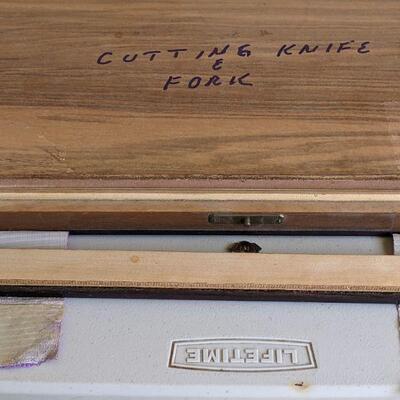 CUTTING KNIFE
&
FORK
LIFETIME